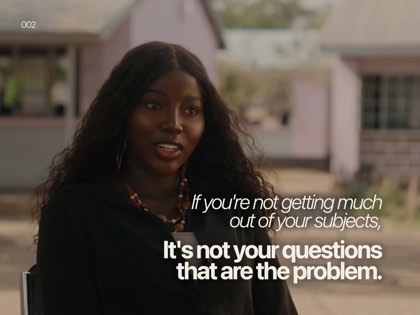 002
If you're not getting much
out of your subjects,
It's not your questions
that are the problem.